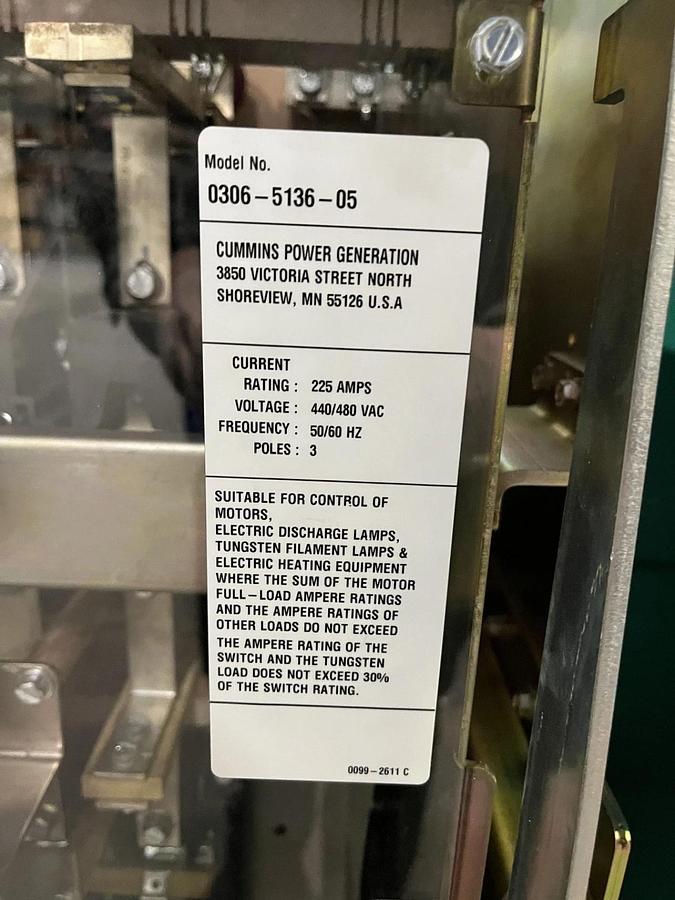 Model No.
0306-5136-05
CUMMINS POWER GENERATION
3850 VICTORIA STREET NORTH
SHOREVIEW, MN 55126 U.S.A
CURRENT
RATING : 225 AMPS
VOLTAGE : 440/480 VAC
FREQUENCY : 50/60 HZ
POLES : 3
SUITABLE FOR CONTROL OF
MOTORS,
ELECTRIC DISCHARGE LAMPS,
TUNGSTEN FILAMENT LAMPS &
ELECTRIC HEATING EQUIPMENT
WHERE THE SUM OF THE MOTOR
FULL-LOAD AMPERE RATINGS
AND THE AMPERE RATINGS OF
OTHER LOADS DO NOT EXCEED
THE AMPERE RATING OF THE
SWITCH AND THE TUNGSTEN
LOAD DOES NOT EXCEED 30%
OF THE SWITCH RATING.
0099-2611 C